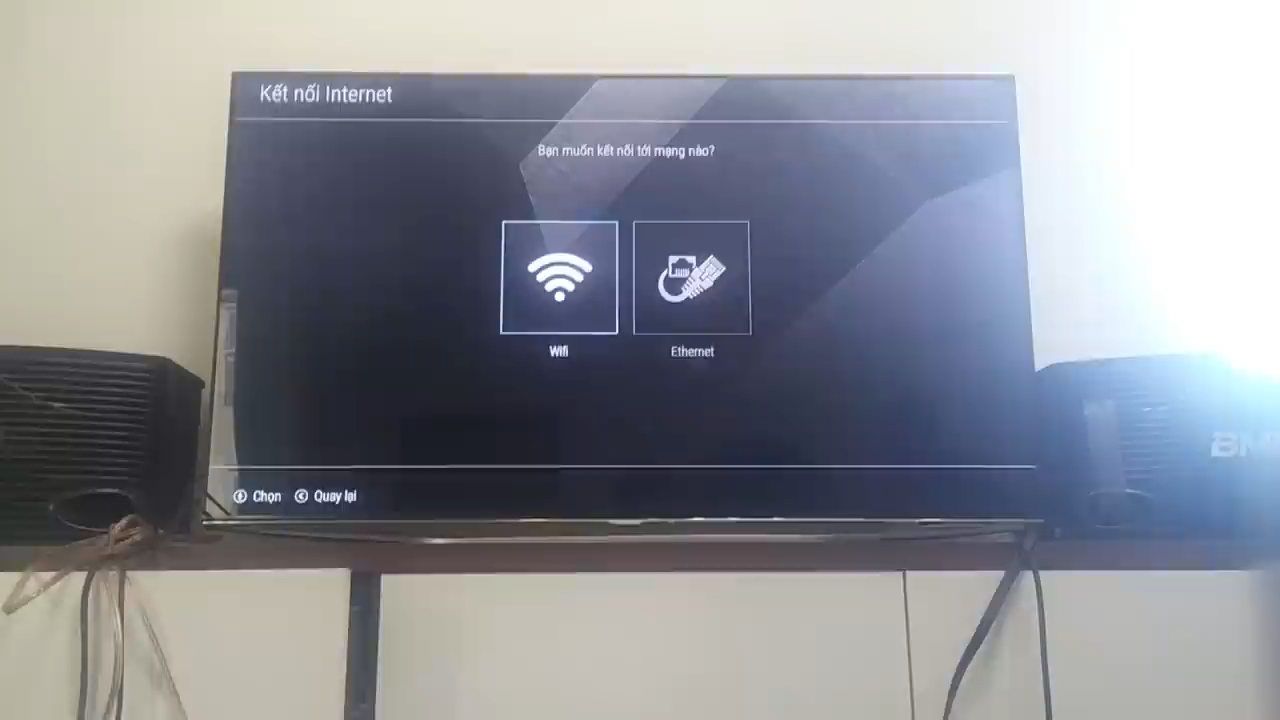 Kết nối Internet
Bạn muốn kết nối tới mạng nào?
Wifi
Ethernet
Chọn
Quay lại